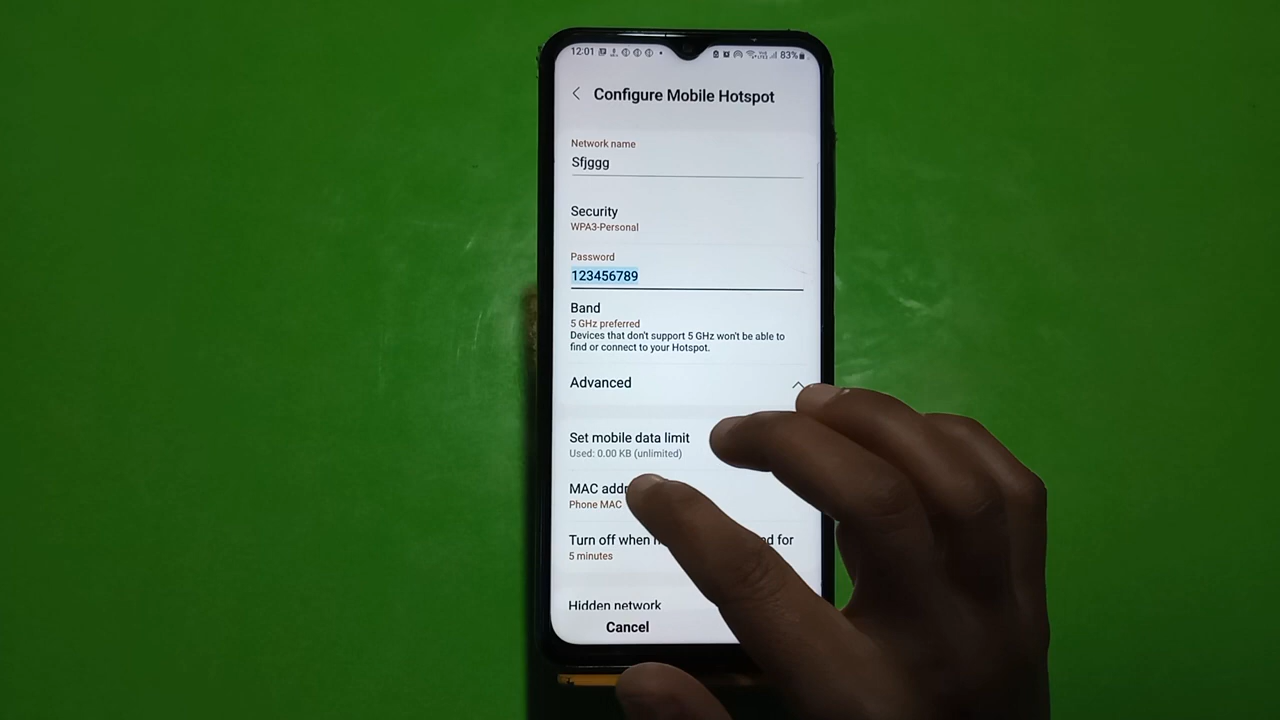 12:01 83%
Configure Mobile Hotspot
Network name
Sfjggg
Security
WPA3-Personal
Password
123456789
Band
5 GHz preferred
Devices that don't support 5 GHz won't be able to
find or connect to your Hotspot.
Advanced
Set mobile data limit
Used: 0.00 KB (unlimited)
MAC addr
Phone MAC
Turn off when for
5 minutes
Hidden network
Cancel